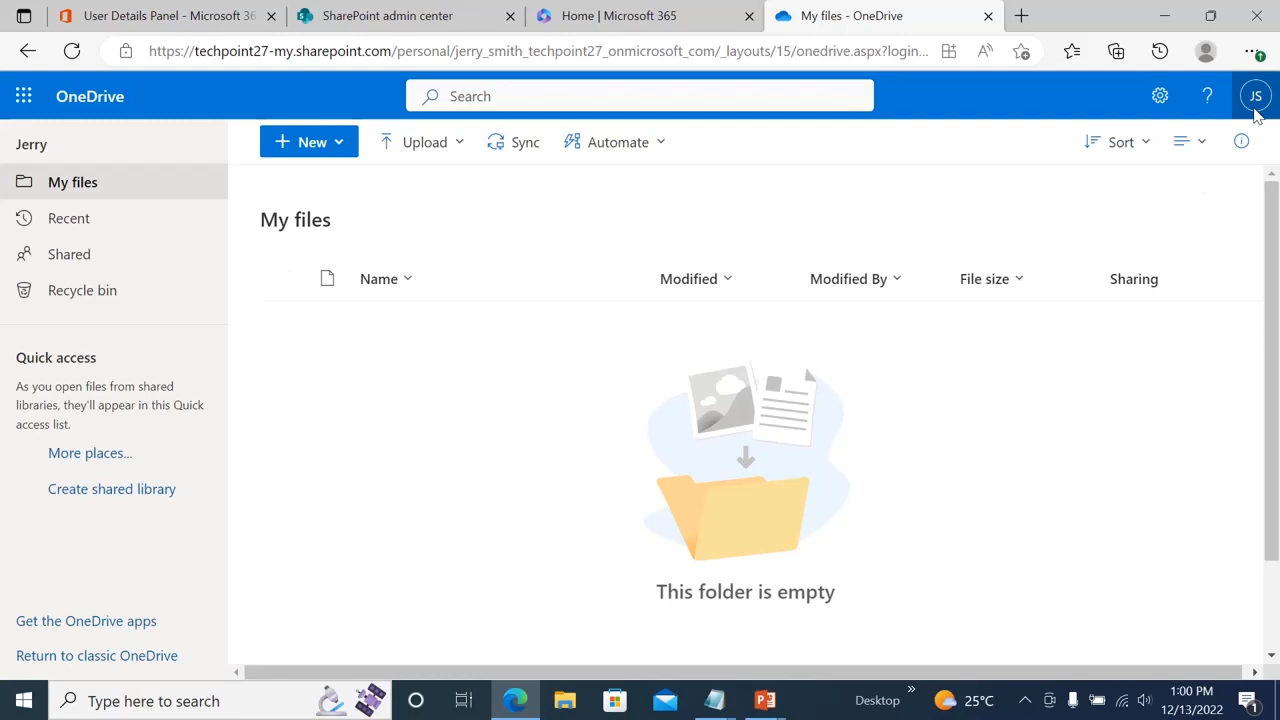 User Details Panel - Microsoft 36
SharePoint admin center
Home | Microsoft 365
My files - OneDrive
https://techpoint27-my.sharepoint.com/personal/jerry_smith_techpoint27_onmicrosoft_com/_layouts/15/onedrive.aspx?login...
OneDrive
Search
JS
Jerry
New
Upload
Sync
Automate
Sort
My files
Recent
Shared
Recycle bin
Quick access
As you open files from shared
libraries, they'll appear in this Quick
access list.
More places...
Create shared library
Get the OneDrive apps
Return to classic OneDrive
My files
Name
Modified
Modified By
File size
Sharing
This folder is empty
Type here to search
Desktop
25°C
1:00 PM
12/13/2022
1